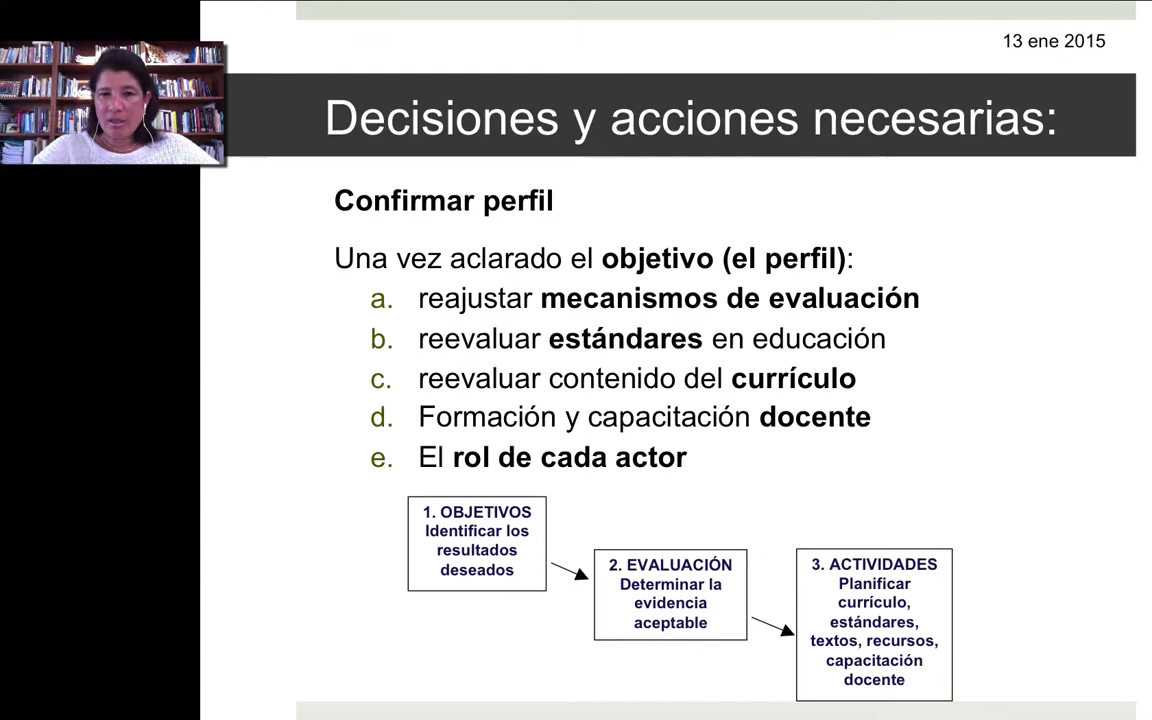 13 ene 2015
Decisiones y acciones necesarias:
Confirmar perfil
Una vez aclarado el objetivo (el perfil):
a. reajustar mecanismos de evaluación
b. reevaluar estándares en educación
c. reevaluar contenido del currículo
d. Formación y capacitación docente
e. El rol de cada actor
1. OBJETIVOS
Identificar los
resultados
deseados
2. EVALUACIÓN
Determinar la
evidencia
aceptable
3. ACTIVIDADES
Planificar
currículo,
estándares,
textos, recursos,
capacitación
docente